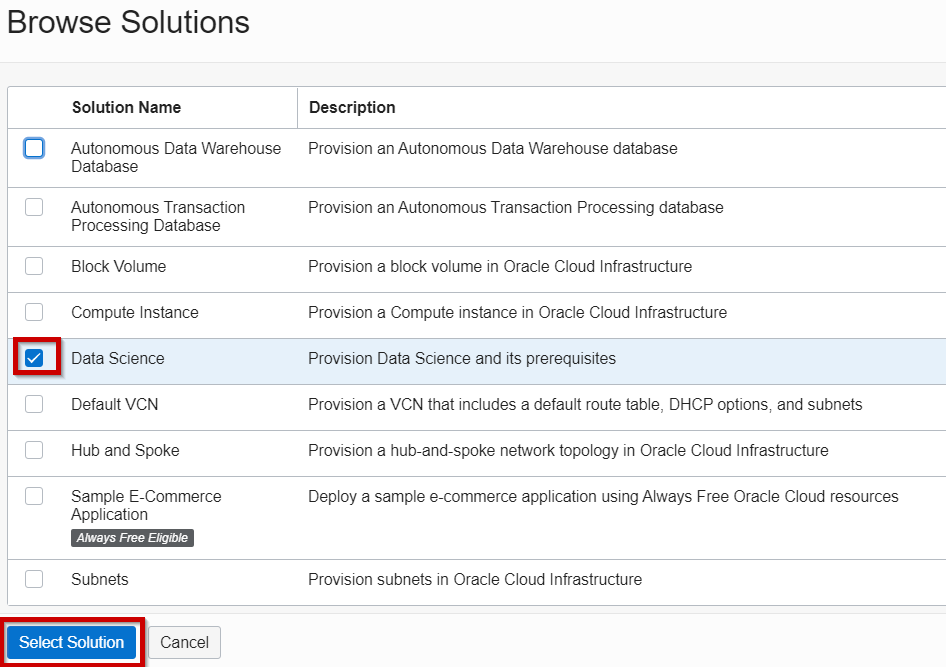 Browse Solutions
Solution Name
Description
Autonomous Data Warehouse
Database
Provision an Autonomous Data Warehouse database
Autonomous Transaction
Processing Database
Provision an Autonomous Transaction Processing database
Block Volume
Provision a block volume in Oracle Cloud Infrastructure
Compute Instance
Provision a Compute instance in Oracle Cloud Infrastructure
Data Science
Provision Data Science and its prerequisites
Default VCN
Provision a VCN that includes a default route table, DHCP options, and subnets
Hub and Spoke
Provision a hub-and-spoke network topology in Oracle Cloud Infrastructure
Sample E-Commerce
Application
Always Free Eligible
Deploy a sample e-commerce application using Always Free Oracle Cloud resources
Subnets
Provision subnets in Oracle Cloud Infrastructure
Select Solution
Cancel